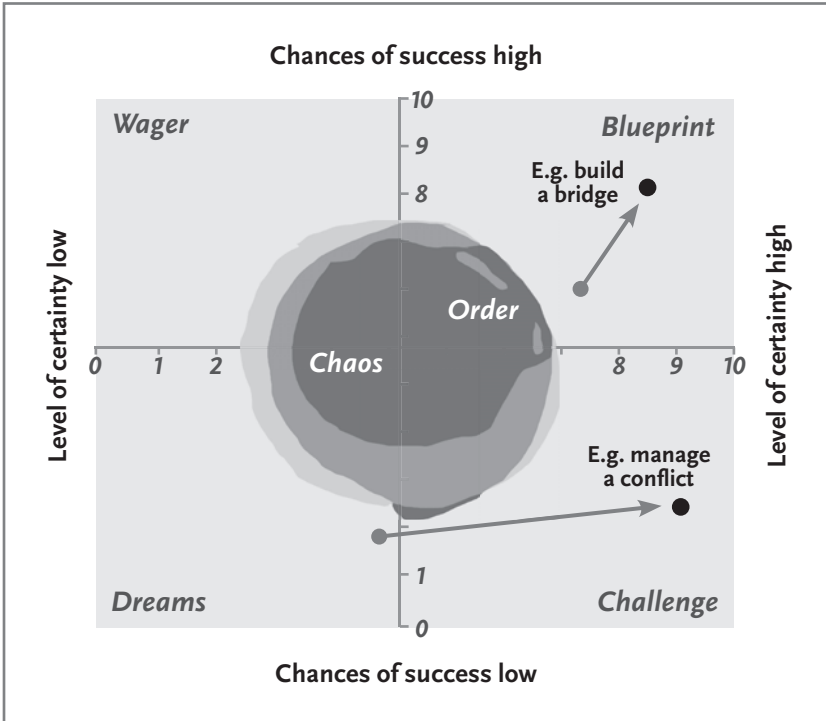 Chances of success high
Wager
Blueprint
10
9
8
E.g. build
a bridge
Level of certainty low
Level of certainty high
Order
Chaos
0
1
2
8
9
10
E.g. manage
a conflict
1
0
Dreams
Challenge
Chances of success low